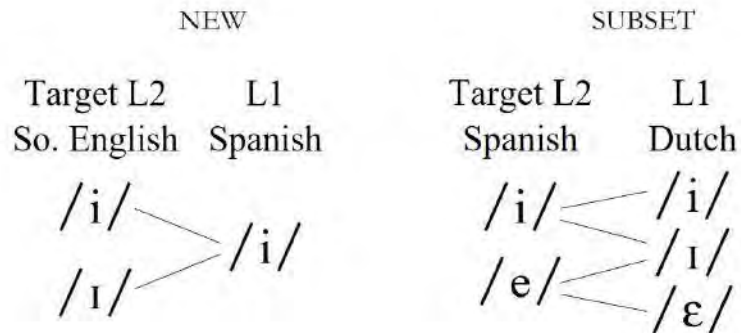 NEW SUBSET
Target L2 L1 Target L2 L1
So. English Spanish Spanish Dutch
/i/ /i/ /i/ /i/
/ɪ/ /e/ /ɪ/
/ɛ/